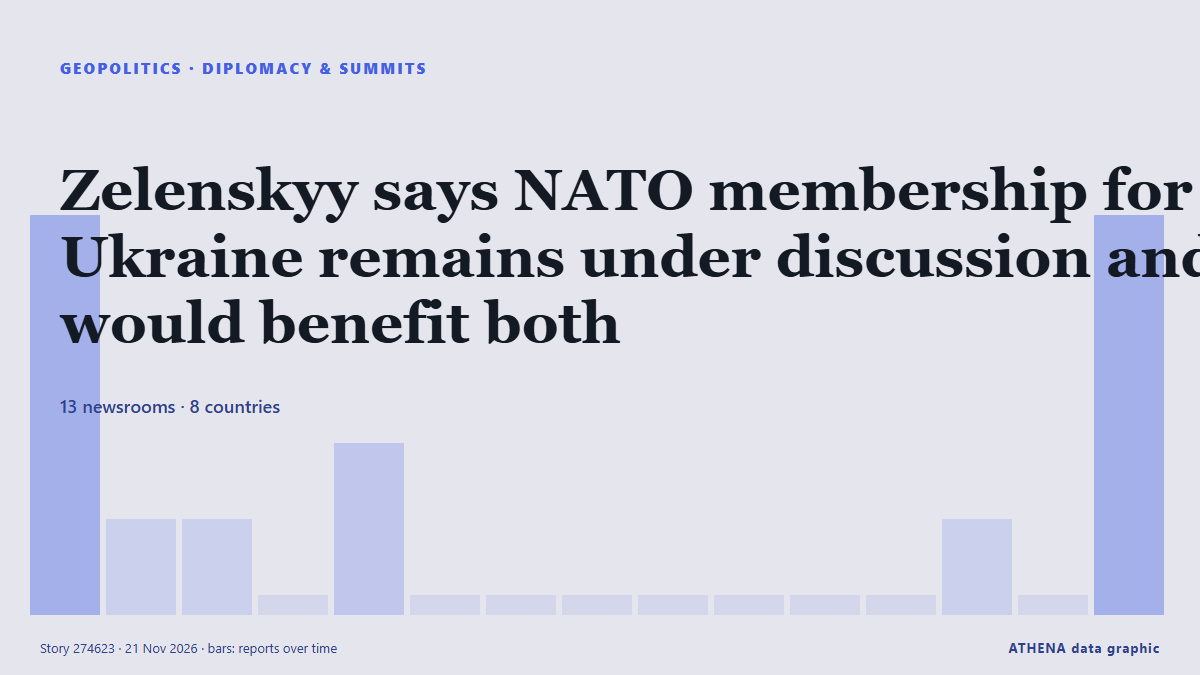 GEOPOLITICS · DIPLOMACY & SUMMITS
Zelenskyy says NATO membership for
Ukraine remains under discussion and
would benefit both
13 newsrooms · 8 countries
Story 274623 · 21 Nov 2026 · bars: reports over time
ATHENA data graphic